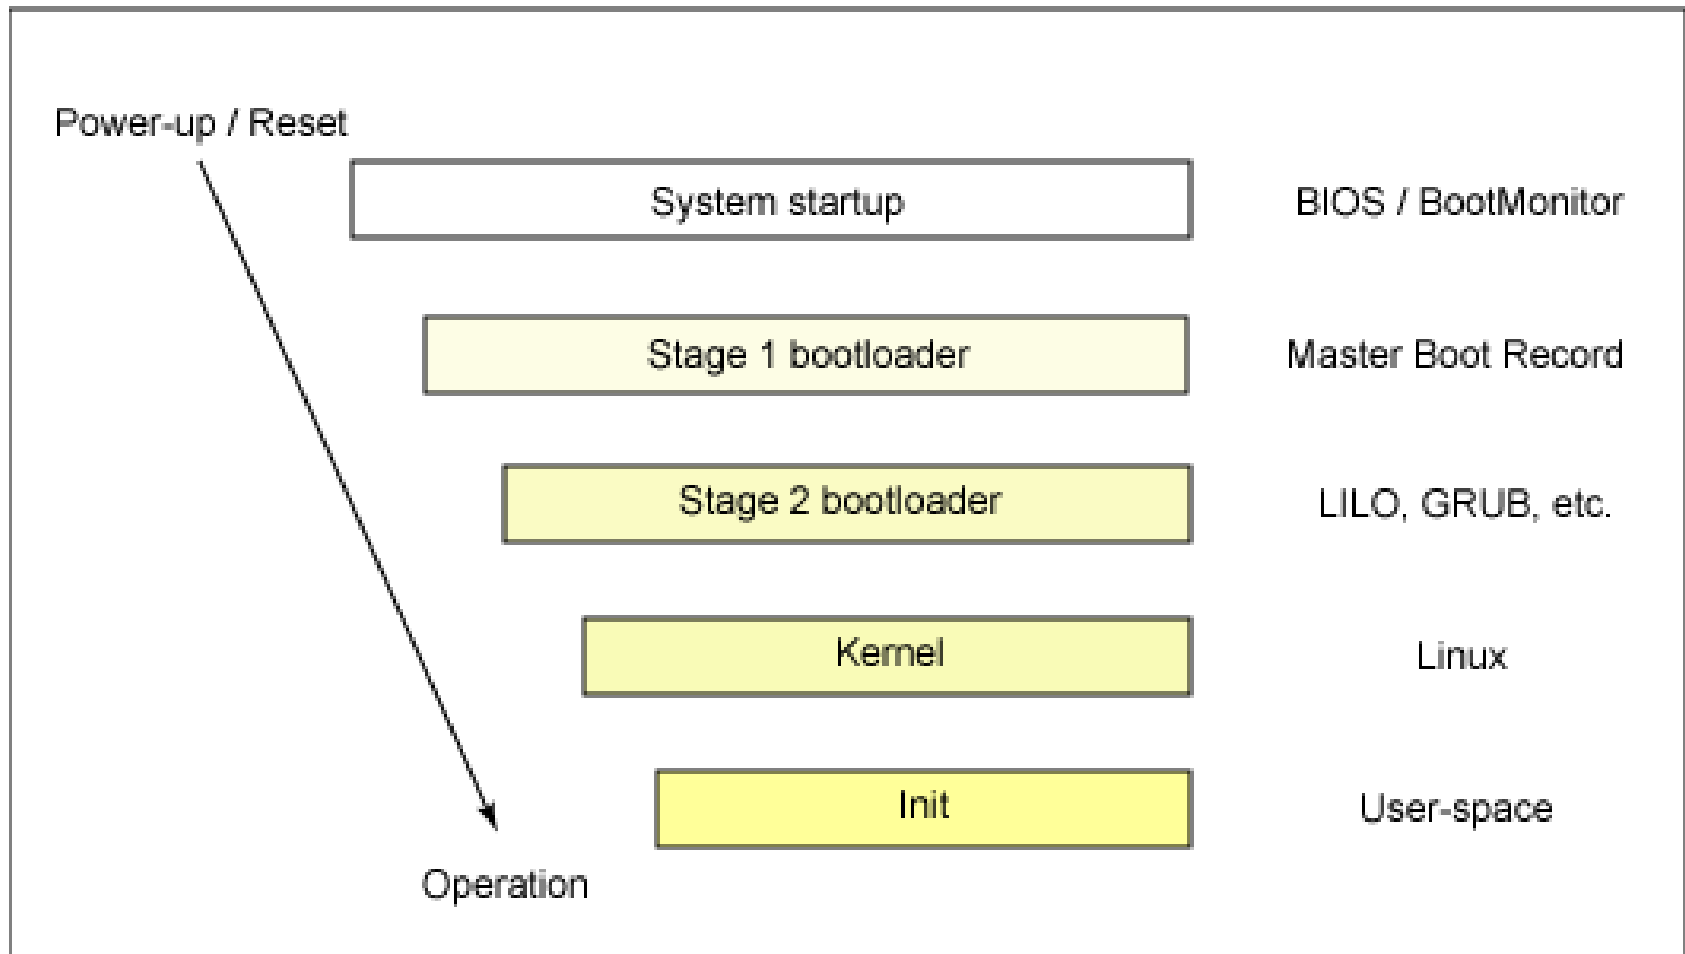 Power-up / Reset
System startup
BIOS / BootMonitor
Stage 1 bootloader
Master Boot Record
Stage 2 bootloader
LILO, GRUB, etc.
Kernel
Linux
Init
User-space
Operation